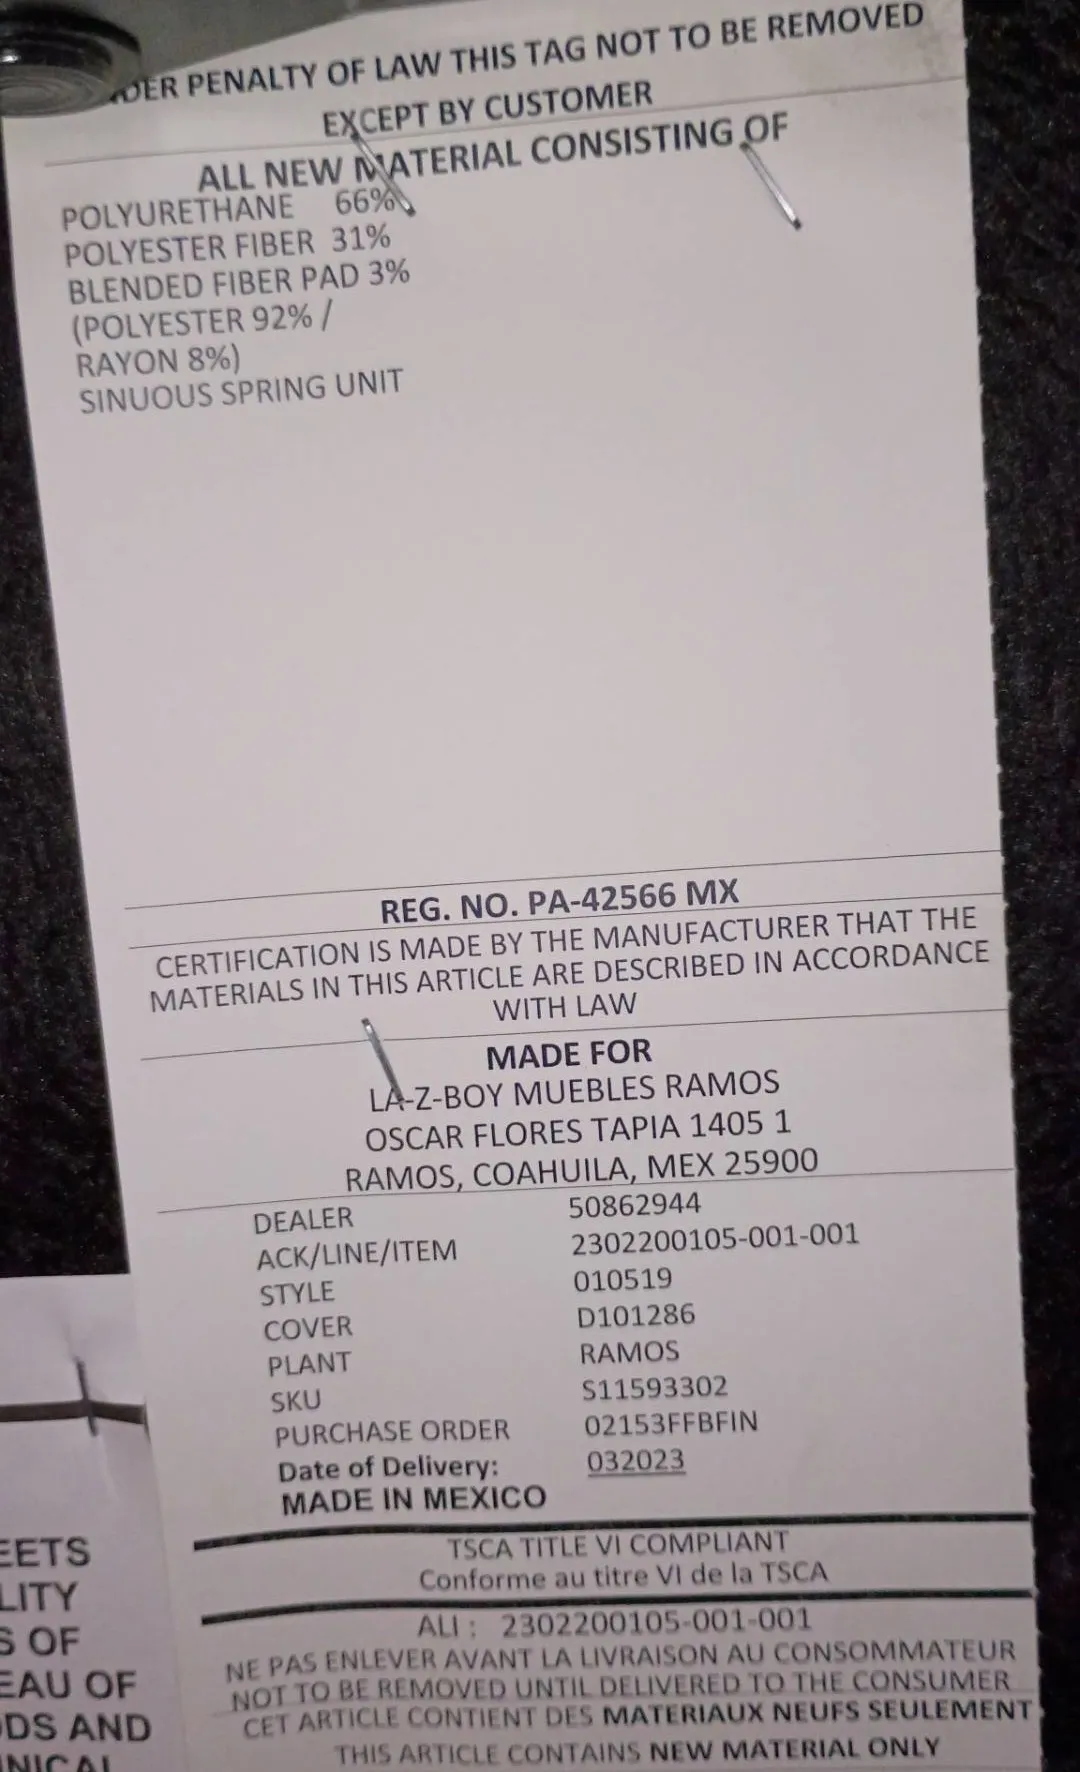 DER PENALTY OF LAW THIS TAG NOT TO BE REMOVED
EXCEPT BY CUSTOMER
ALL NEW MATERIAL CONSISTING OF
POLYURETHANE 66%
POLYESTER FIBER 31%
BLENDED FIBER PAD 3%
(POLYESTER 92% /
RAYON 8%)
SINUOUS SPRING UNIT
REG. NO. PA-42566 MX
CERTIFICATION IS MADE BY THE MANUFACTURER THAT THE
MATERIALS IN THIS ARTICLE ARE DESCRIBED IN ACCORDANCE
WITH LAW
MADE FOR
LA-Z-BOY MUEBLES RAMOS
OSCAR FLORES TAPIA 1405 1
RAMOS, COAHUILA, MEX 25900
DEALER 50862944
ACK/LINE/ITEM 2302200105-001-001
STYLE 010519
COVER D101286
PLANT RAMOS
SKU S11593302
PURCHASE ORDER 02153FFBFIN
Date of Delivery: 032023
MADE IN MEXICO
TSCA TITLE VI COMPLIANT
Conforme au titre VI de la TSCA
ALI : 2302200105-001-001
NE PAS ENLEVER AVANT LA LIVRAISON AU CONSOMMATEUR
NOT TO BE REMOVED UNTIL DELIVERED TO THE CONSUMER
CET ARTICLE CONTIENT DES MATERIAUX NEUFS SEULEMENT
THIS ARTICLE CONTAINS NEW MATERIAL ONLY
EETS
LITY
S OF
EAU OF
DS AND
NICAL